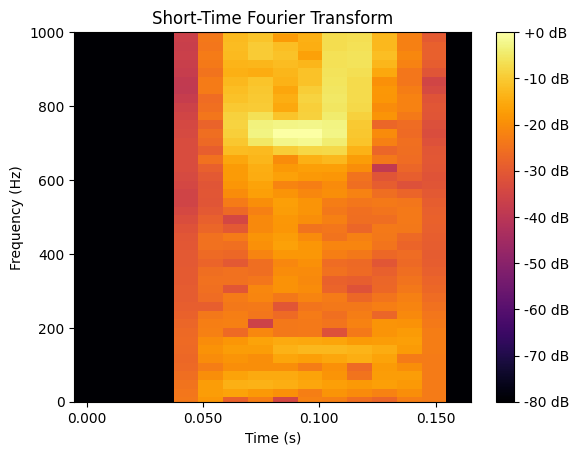 Short-Time Fourier Transform
1000
800
600
400
200
0
Frequency (Hz)
0.000
0.050
0.100
0.150
Time (s)
+0 dB
-10 dB
-20 dB
-30 dB
-40 dB
-50 dB
-60 dB
-70 dB
-80 dB